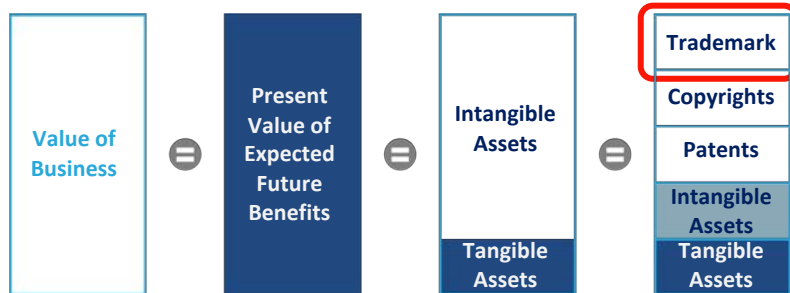 Value of
Business
Present
Value of
Expected
Future
Benefits
Intangible
Assets
Tangible
Assets
Trademark
Copyrights
Patents
Intangible
Assets
Tangible
Assets